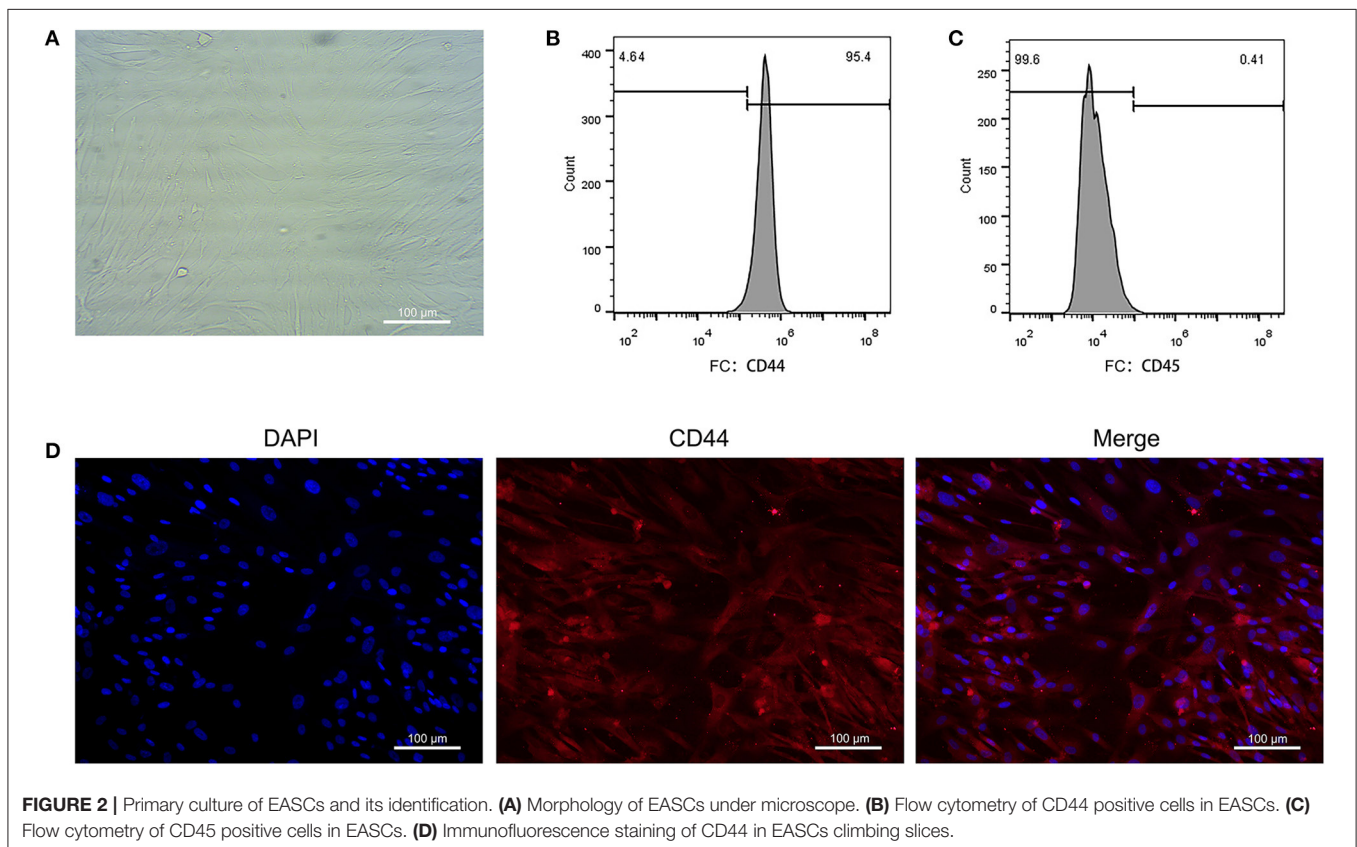 A
100 μm
B
400
300
200
100
0
4.64
95.4
Count
10^2
10^4
10^6
10^8
FC: CD44
C
250
200
150
100
50
0
99.6
0.41
Count
10^2
10^4
10^6
10^8
FC: CD45
D
DAPI
CD44
Merge
100 μm
100 μm
100 μm
FIGURE 2 | Primary culture of EASCs and its identification. (A) Morphology of EASCs under microscope. (B) Flow cytometry of CD44 positive cells in EASCs. (C)
Flow cytometry of CD45 positive cells in EASCs. (D) Immunofluorescence staining of CD44 in EASCs climbing slices.